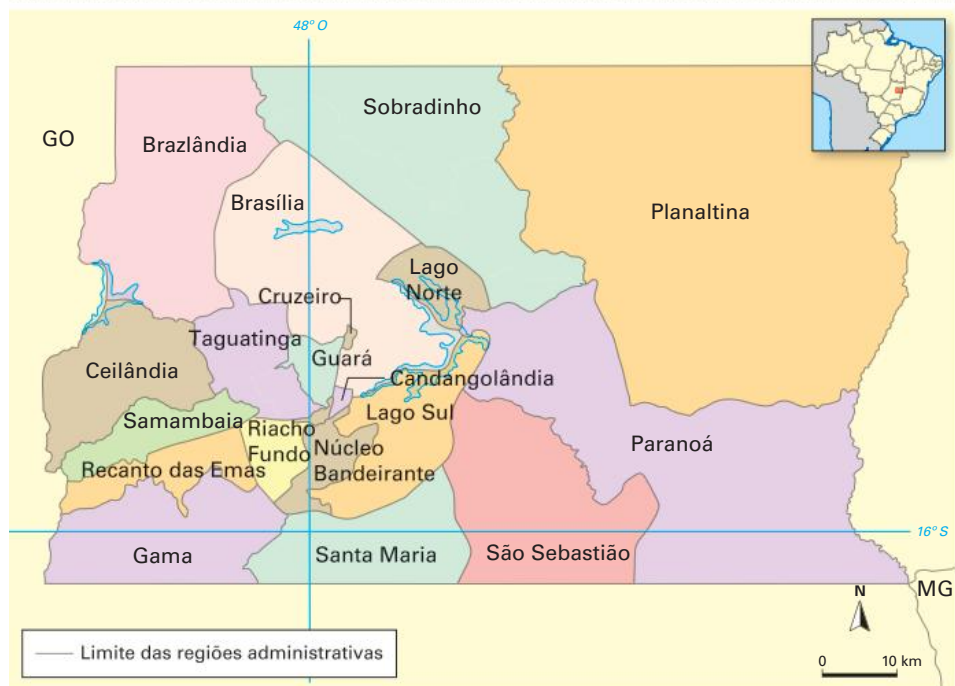 48° O
Sobradinho
GO
Brazlândia
Brasília
Planaltina
Lago
Norte
Cruzeiro
Taguatinga
Guará
Ceilândia
Candangolândia
Lago Sul
Samambaia
Riacho
Fundo
Núcleo
Bandeirante
Paranoá
Recanto das Emas
16° S
Gama
Santa Maria
São Sebastião
MG
N
Limite das regiões administrativas
0 10 km